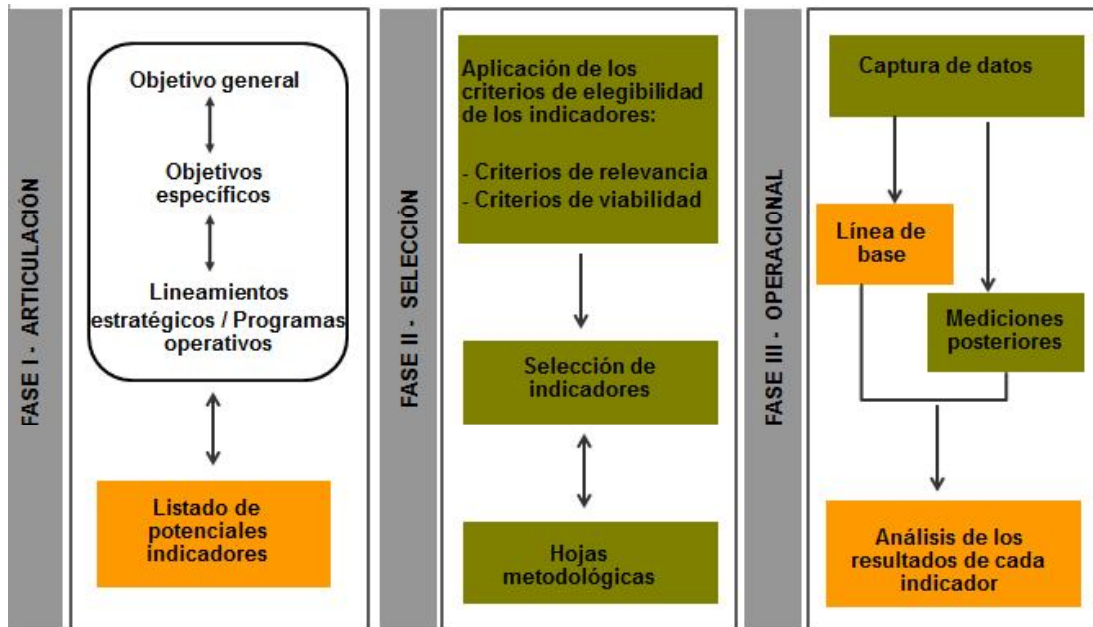 FASE I - ARTICULACIÓN
Objetivo general
Objetivos
específicos
Lineamientos
estratégicos / Programas
operativos
Listado de
potenciales
indicadores
FASE II - SELECCIÓN
Aplicación de los
criterios de elegibilidad
de los indicadores:
- Criterios de relevancia
- Criterios de viabilidad
Selección de
indicadores
Hojas
metodológicas
FASE III - OPERACIONAL
Captura de datos
Línea de
base
Mediciones
posteriores
Análisis de los
resultados de cada
indicador